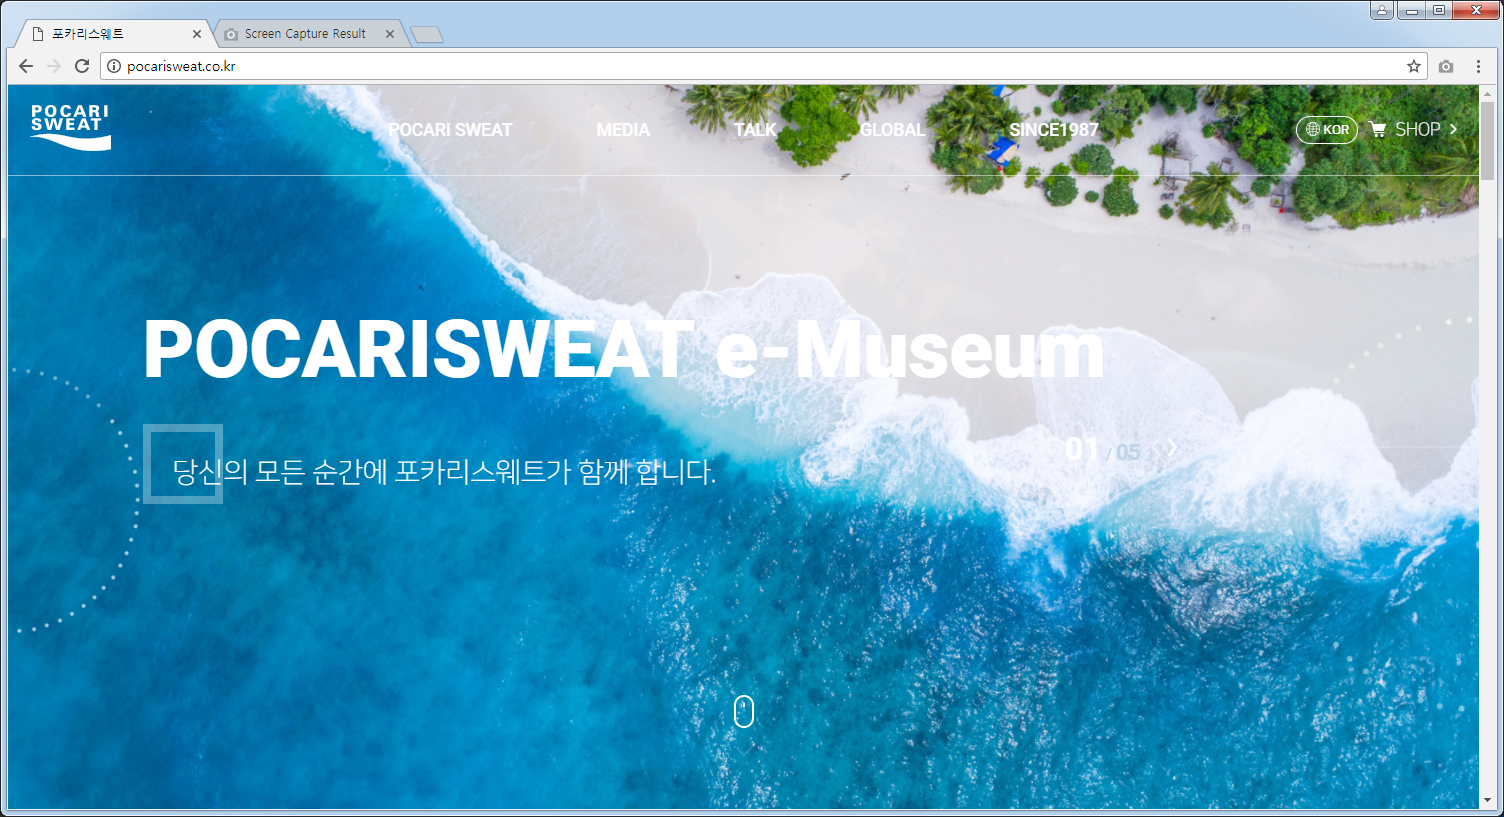 포카리스웨트
Screen Capture Result
pocarisweat.co.kr
POCARI
SWEAT
POCARI SWEAT
MEDIA
TALK
GLOBAL
SINCE1987
KOR
SHOP
POCARISWEAT e-Museum
당신의 모든 순간에 포카리스웨트가 함께 합니다.
01 / 05